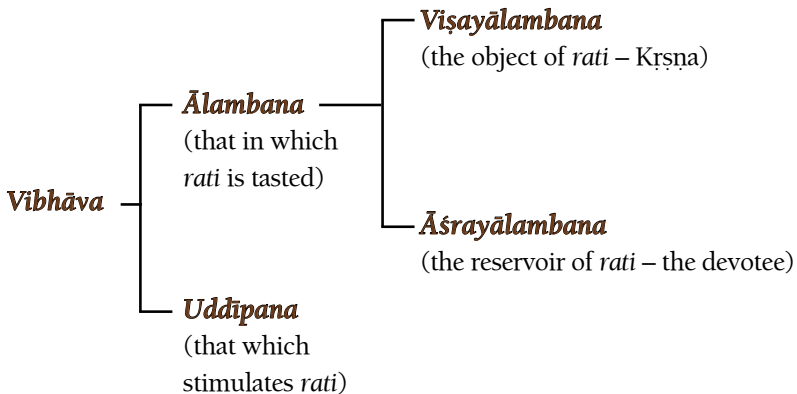 Viṣayālambana
(the object of rati – Kṛṣṇa)
Ālambana
(that in which
rati is tasted)
Vibhāva
Āśrayālambana
(the reservoir of rati – the devotee)
Uddīpana
(that which
stimulates rati)